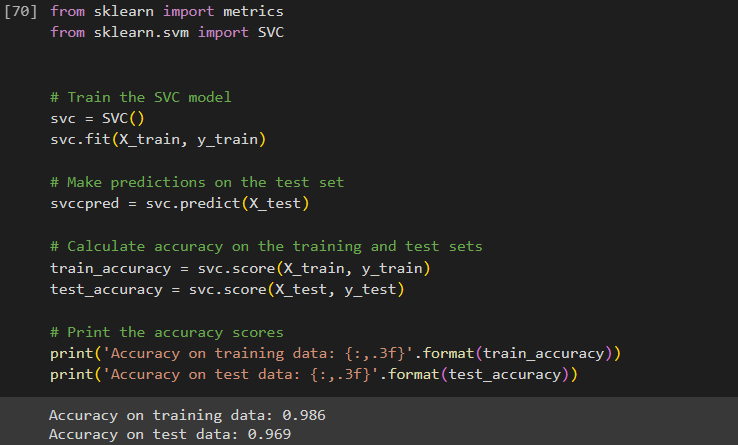 [70] from sklearn import metrics
from sklearn.svm import SVC
# Train the SVC model
svc = SVC()
svc.fit(X_train, y_train)
# Make predictions on the test set
svccpred = svc.predict(X_test)
# Calculate accuracy on the training and test sets
train_accuracy = svc.score(X_train, y_train)
test_accuracy = svc.score(X_test, y_test)
# Print the accuracy scores
print('Accuracy on training data: {:,.3f}'.format(train_accuracy))
print('Accuracy on test data: {:,.3f}'.format(test_accuracy))
Accuracy on training data: 0.986
Accuracy on test data: 0.969